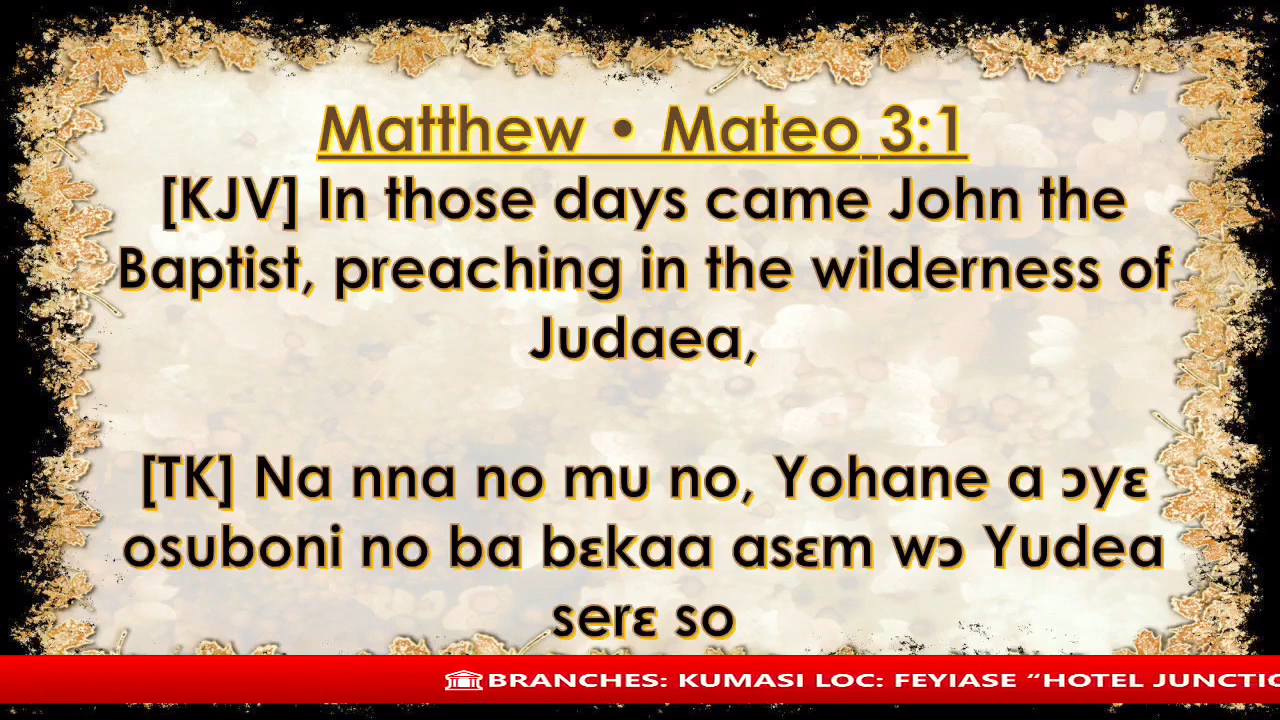 Matthew • Mateo 3:1
[KJV] In those days came John the
Baptist, preaching in the wilderness of
Judaea,
[TK] Na nna no mu no, Yohane a ɔyɛ
osuboni no ba bɛkaa asɛm wɔ Yudea
serɛ so
BRANCHES: KUMASI LOC: FEYIASE “HOTEL